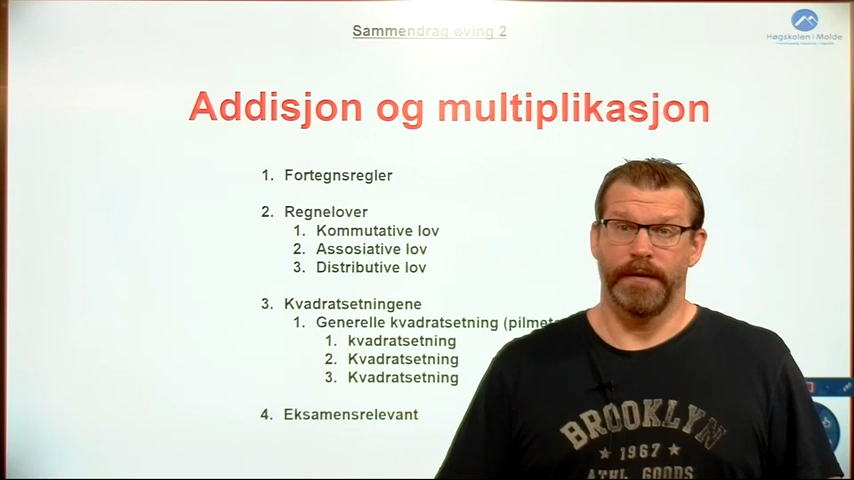 Sammendrag øving 2
Høgskolen i Molde
Addisjon og multiplikasjon
1. Fortegnsregler
2. Regnelover
1. Kommutative lov
2. Assosiative lov
3. Distributive lov
3. Kvadratsetningene
1. Generelle kvadratsetning
1. kvadratsetning
2. Kvadratsetning
3. Kvadratsetning
4. Eksamensrelevant
BROOKLYN
★ 1967 ★
ATHL GOODS